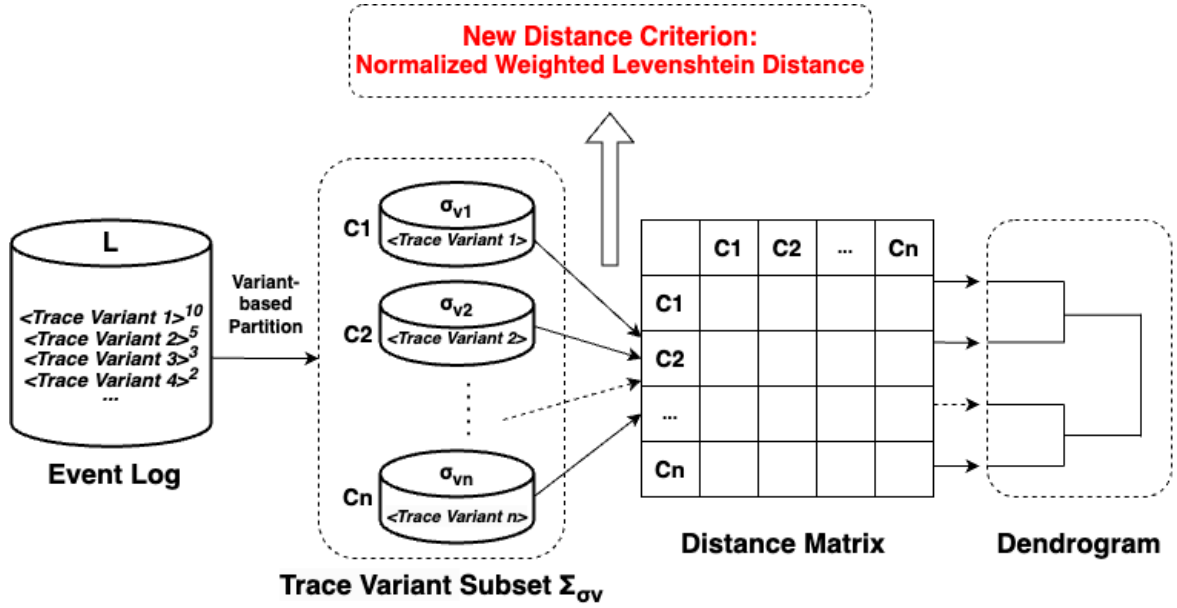 New Distance Criterion:
Normalized Weighted Levenshtein Distance
L
<Trace Variant 1>¹⁰
<Trace Variant 2>⁵
<Trace Variant 3>³
<Trace Variant 4>²
...
Event Log
Variant-
based
Partition
C1
σv1
<Trace Variant 1>
C2
σv2
<Trace Variant 2>
Cn
σvn
<Trace Variant n>
Trace Variant Subset Σσv
C1 C2 ... Cn
C1
C2
...
Cn
Distance Matrix
Dendrogram